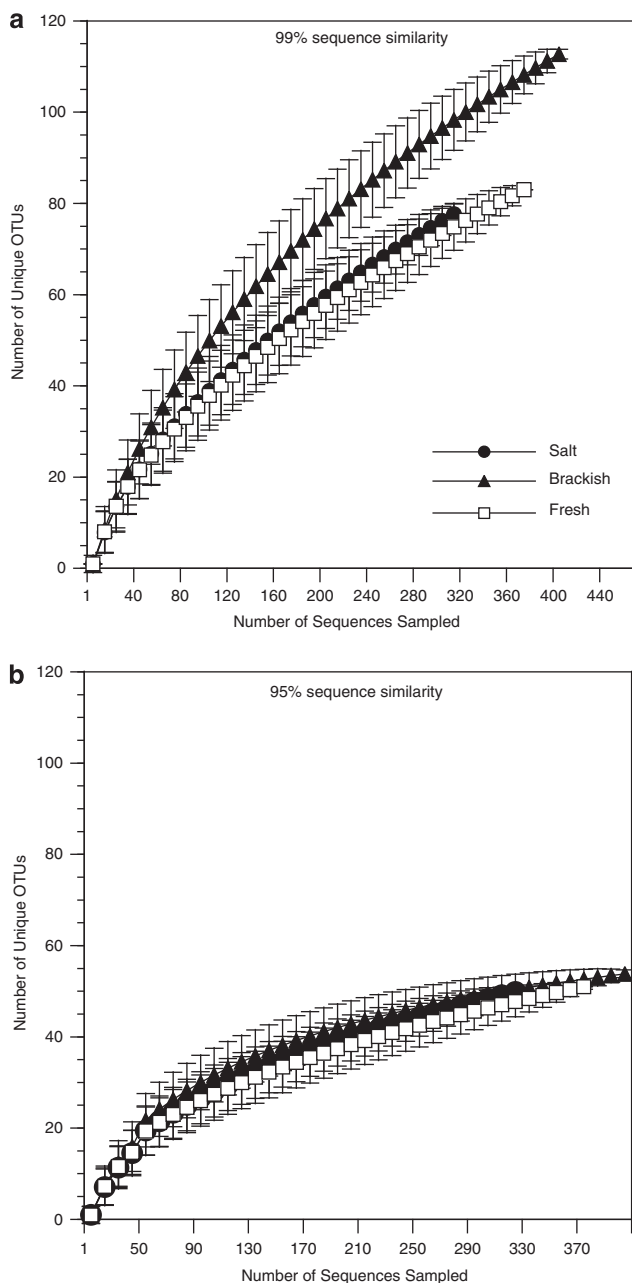 a
99% sequence similarity
120
100
80
60
40
20
0
Number of Unique OTUs
Salt
Brackish
Fresh
1 40 80 120 160 200 240 280 320 360 400 440
Number of Sequences Sampled
b
95% sequence similarity
120
100
80
60
40
20
0
Number of Unique OTUs
1 50 90 130 170 210 250 290 330 370
Number of Sequences Sampled